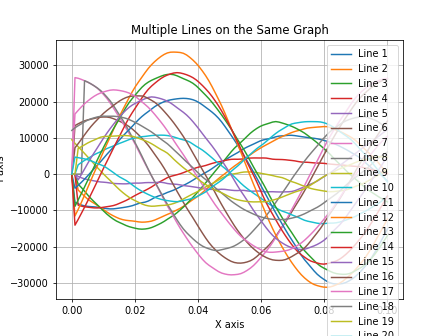 Multiple Lines on the Same Graph
30000
20000
10000
0
−10000
−20000
−30000
0.00
0.02
0.04
0.06
X axis
Line 1
Line 2
Line 3
Line 4
Line 5
Line 6
Line 7
Line 8
Line 9
Line 10
Line 11
Line 12
Line 13
Line 14
Line 15
Line 16
Line 17
Line 18
Line 19
Line 20